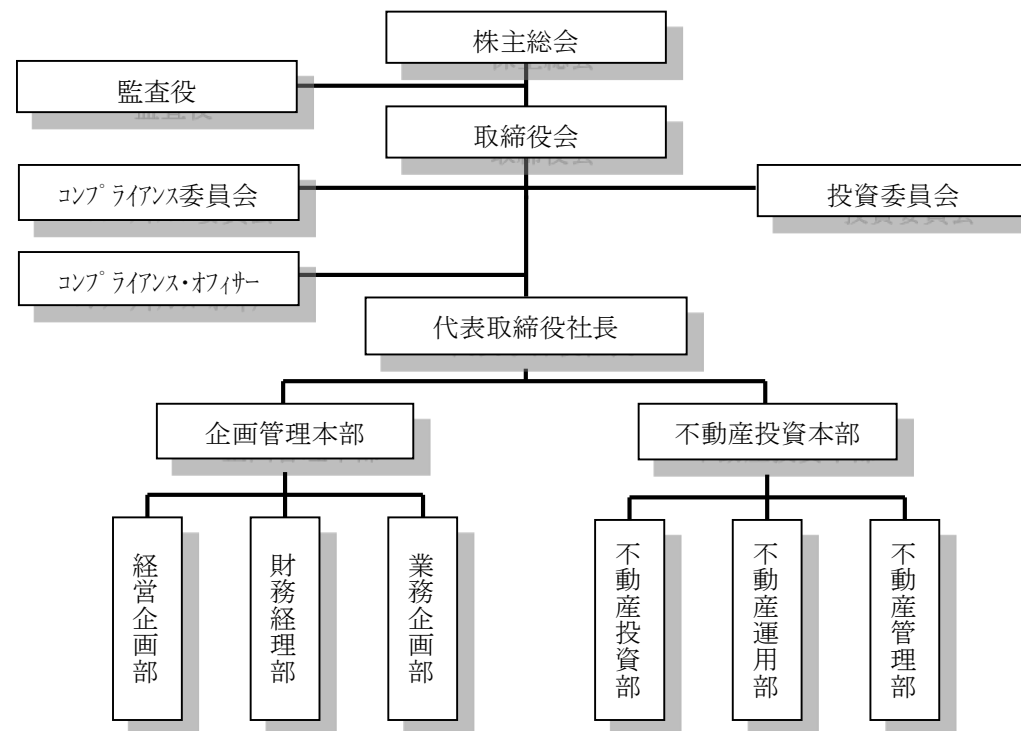 株主総会
監査役
取締役会
ｺﾝﾌﾟﾗｲｱﾝｽ委員会
投資委員会
ｺﾝﾌﾟﾗｲｱﾝｽ・ｵﾌｨｻｰ
代表取締役社長
企画管理本部
不動産投資本部
経営企画部
財務経理部
業務企画部
不動産投資部
不動産運用部
不動産管理部